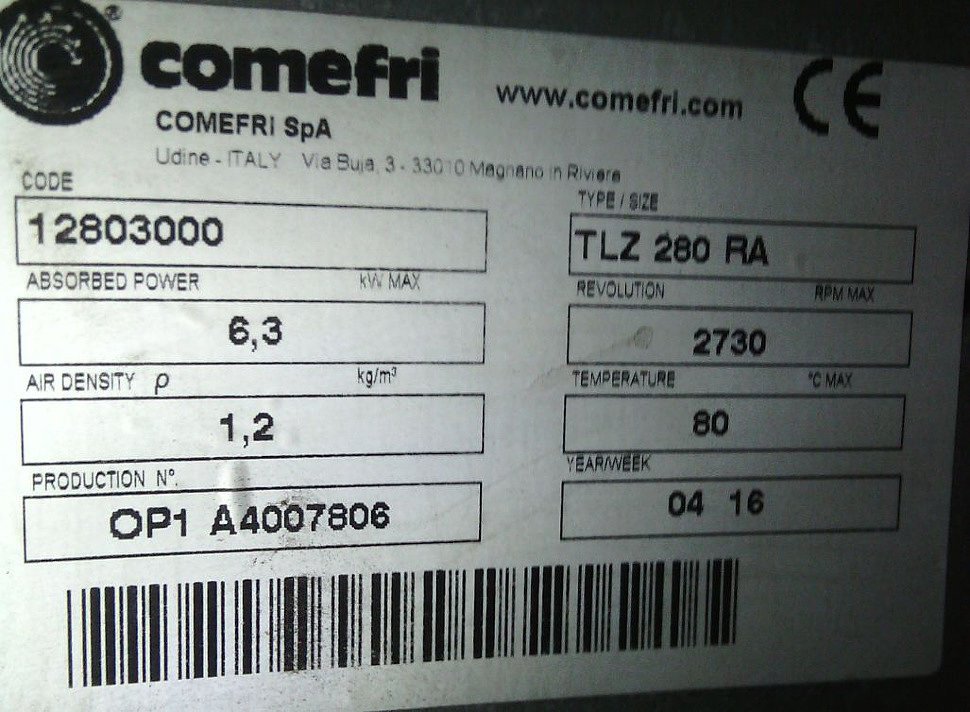 ®
comefri
www.comefri.com CE
COMEFRI SpA
Udine - ITALY Via Buja, 3 - 33010 Magnano in Riviera
CODE
12803000
TYPE / SIZE
TLZ 280 RA
ABSORBED POWER kW MAX
6,3
REVOLUTION RPM MAX
2730
AIR DENSITY ρ kg/m³
1,2
TEMPERATURE °C MAX
80
PRODUCTION N°.
OP1 A4007806
YEAR/WEEK
04 16